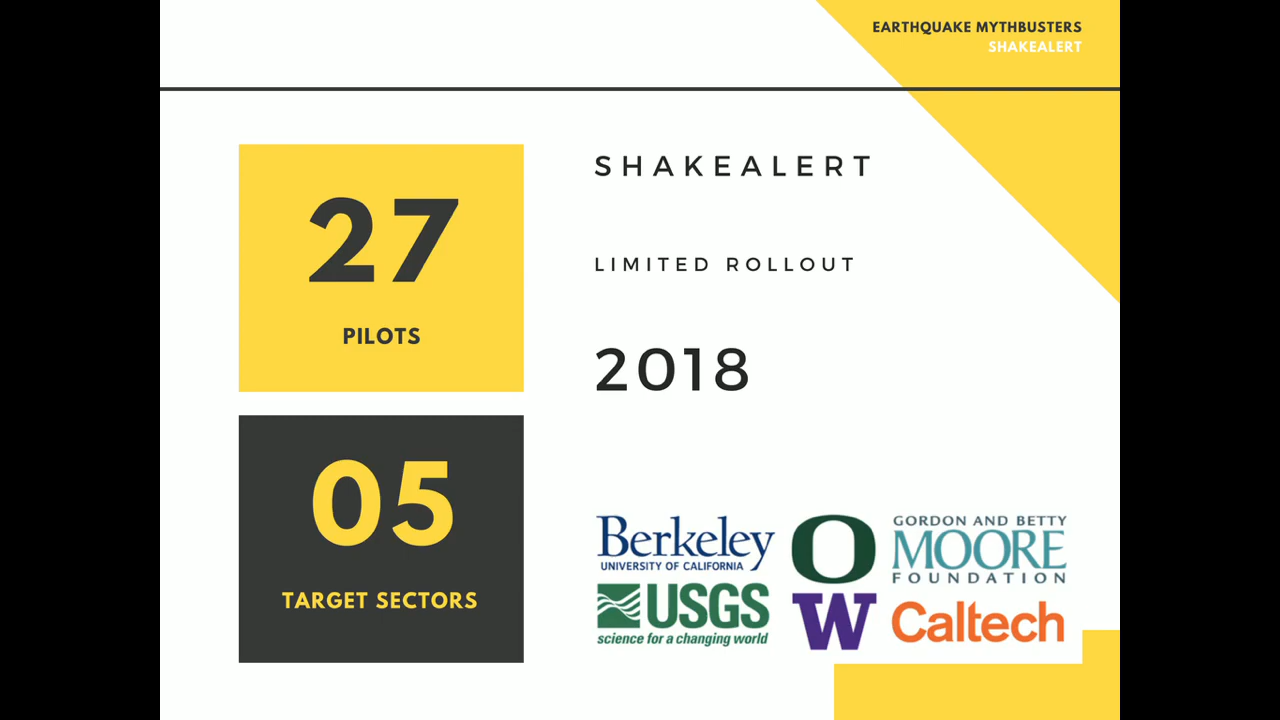 EARTHQUAKE MYTHBUSTERS
SHAKEALERT
27
PILOTS
05
TARGET SECTORS
SHAKEALERT
LIMITED ROLLOUT
2018
Berkeley
UNIVERSITY OF CALIFORNIA
O
GORDON AND BETTY
MOORE
FOUNDATION
USGS
science for a changing world
W
Caltech